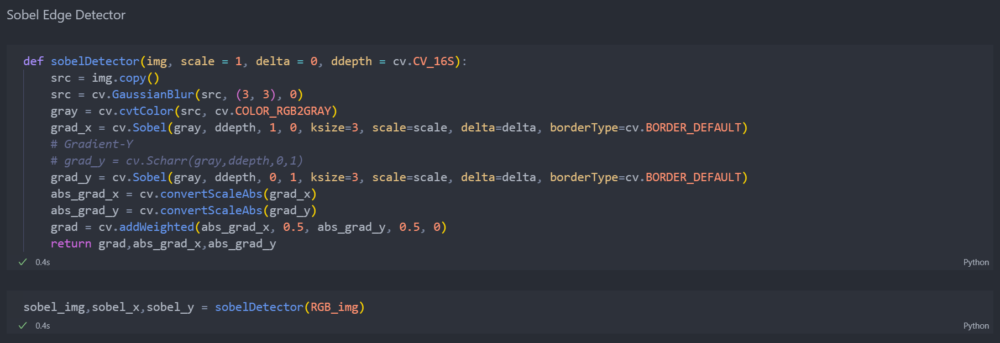 Sobel Edge Detector
def sobelDetector(img, scale = 1, delta = 0, ddepth = cv.CV_16S):
    src = img.copy()
    src = cv.GaussianBlur(src, (3, 3), 0)
    gray = cv.cvtColor(src, cv.COLOR_RGB2GRAY)
    grad_x = cv.Sobel(gray, ddepth, 1, 0, ksize=3, scale=scale, delta=delta, borderType=cv.BORDER_DEFAULT)
    # Gradient-Y
    # grad_y = cv.Scharr(gray,ddepth,0,1)
    grad_y = cv.Sobel(gray, ddepth, 0, 1, ksize=3, scale=scale, delta=delta, borderType=cv.BORDER_DEFAULT)
    abs_grad_x = cv.convertScaleAbs(grad_x)
    abs_grad_y = cv.convertScaleAbs(grad_y)
    grad = cv.addWeighted(abs_grad_x, 0.5, abs_grad_y, 0.5, 0)
    return grad,abs_grad_x,abs_grad_y
✓ 0.4s Python
sobel_img,sobel_x,sobel_y = sobelDetector(RGB_img)
✓ 0.4s Python